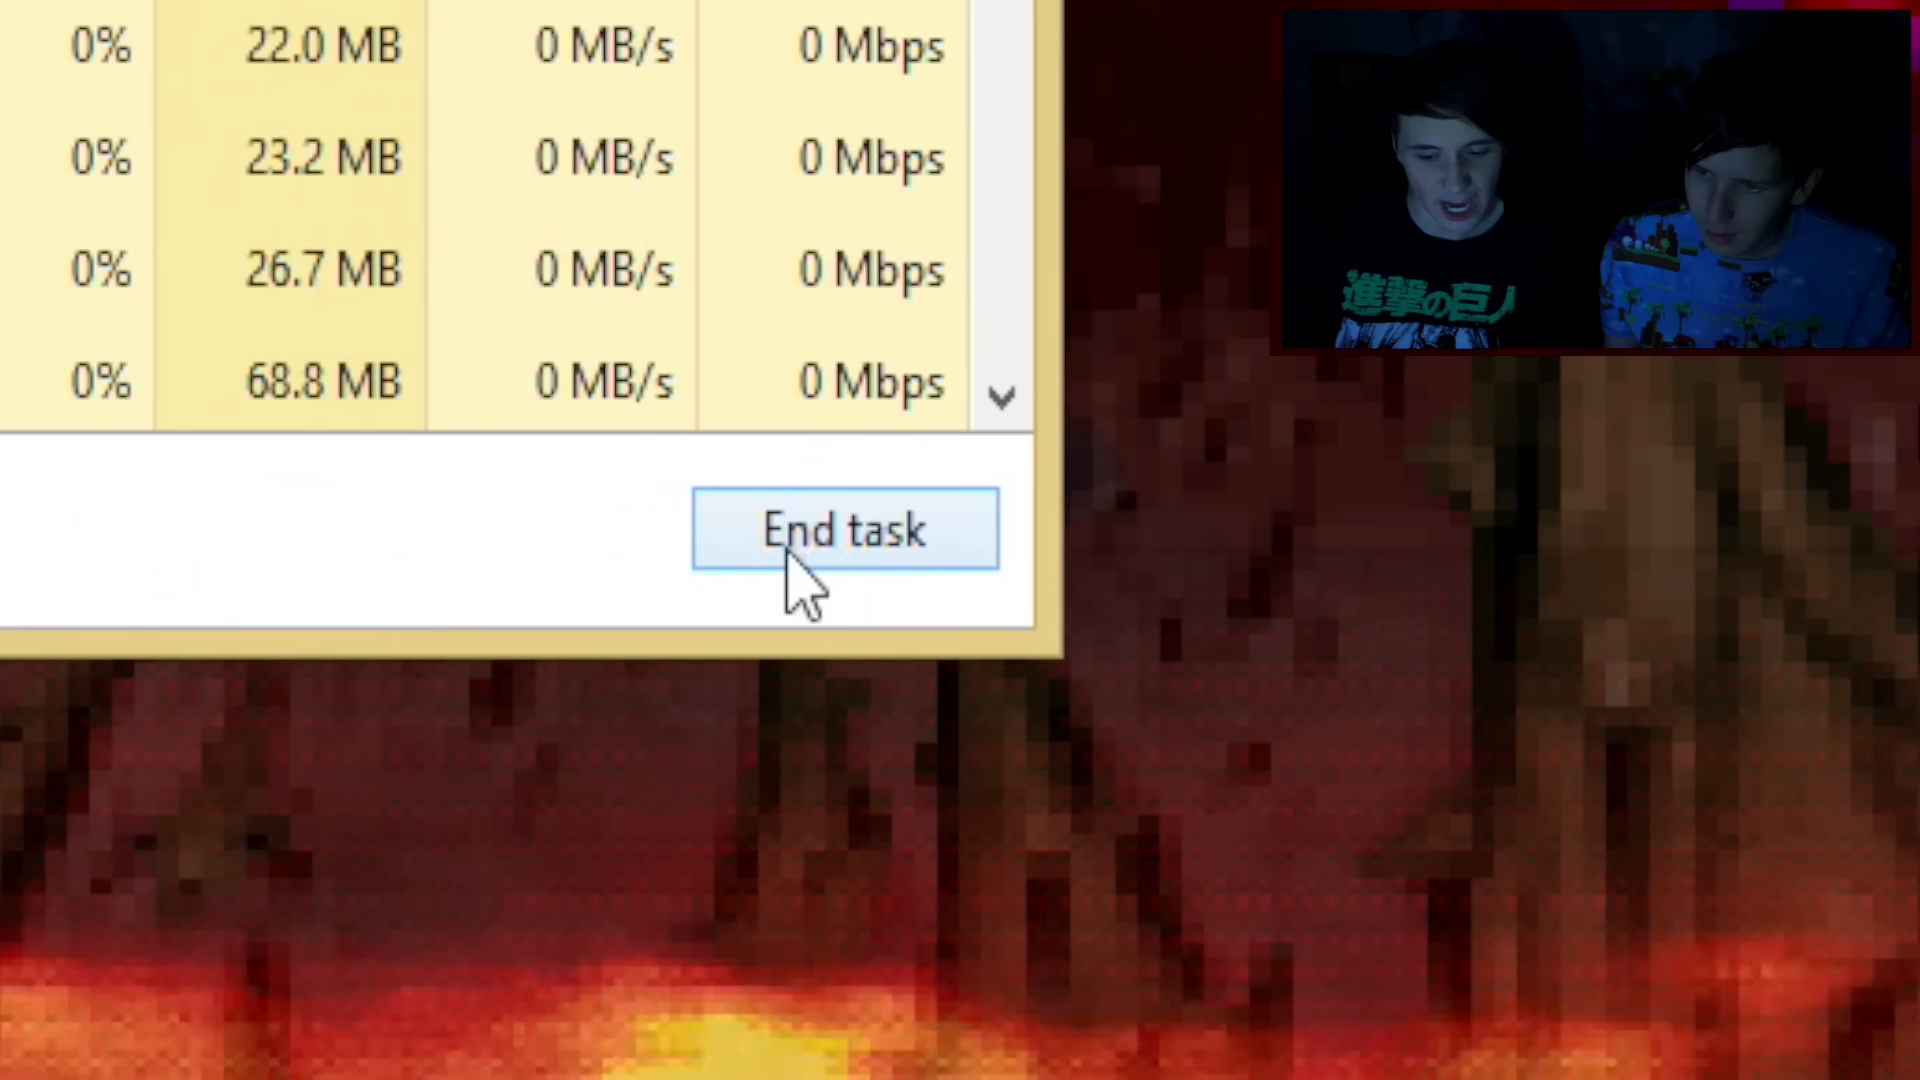 0% 22.0 MB 0 MB/s 0 Mbps
0% 23.2 MB 0 MB/s 0 Mbps
0% 26.7 MB 0 MB/s 0 Mbps
0% 68.8 MB 0 MB/s 0 Mbps
End task
進撃の巨人